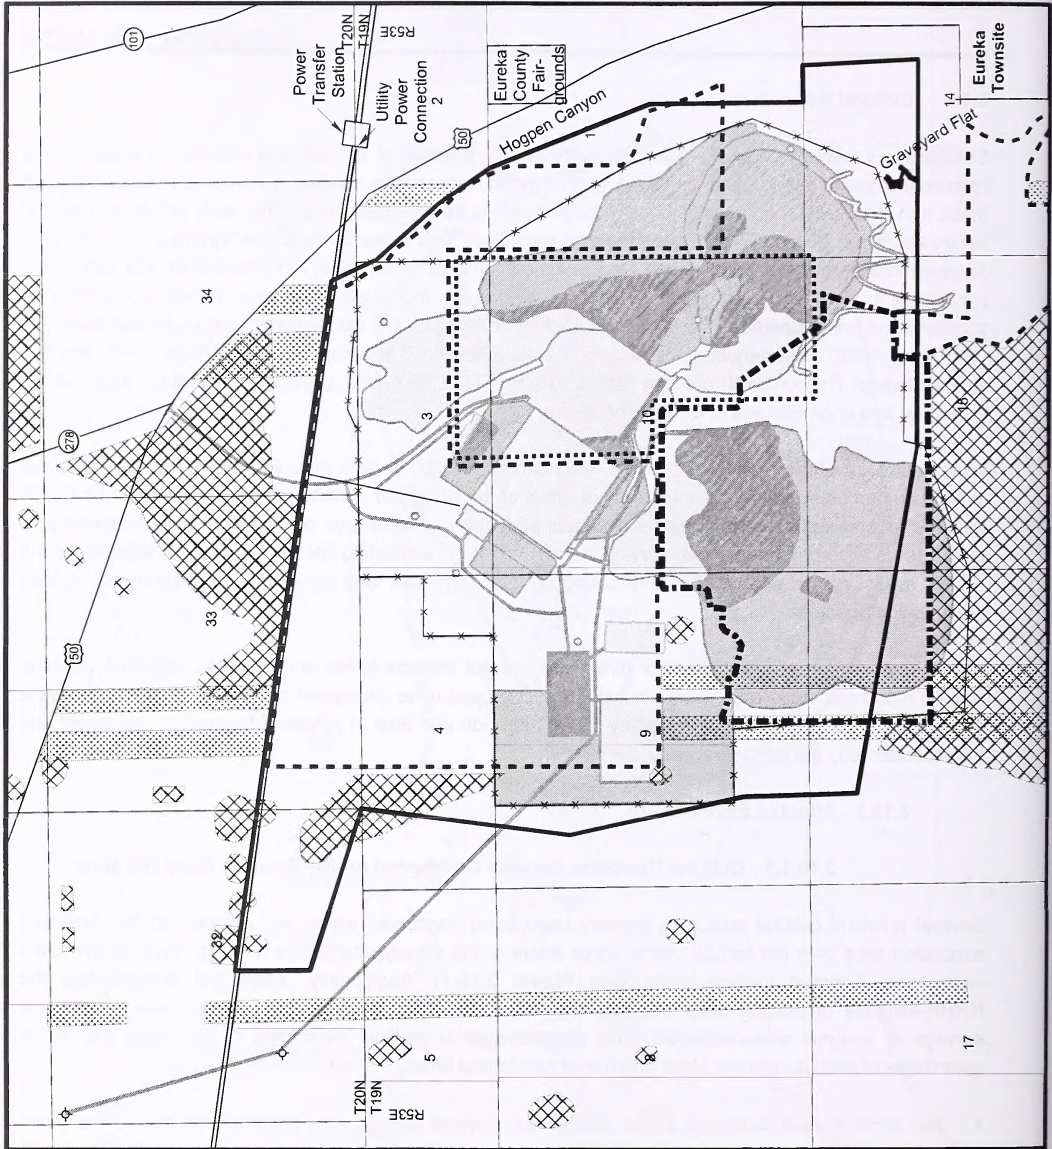 101
T20N
T19N
R53E
Power
Transfer
Station
Utility
Power
Connection
2
Eureka
County
Fair-
grounds
50
Hogpen Canyon
1
Graveyard Flat
14
Eureka
Townsite
34
278
3
10
15
33
50
4
9
16
32
T20N
T19N
R53E
5
8
17